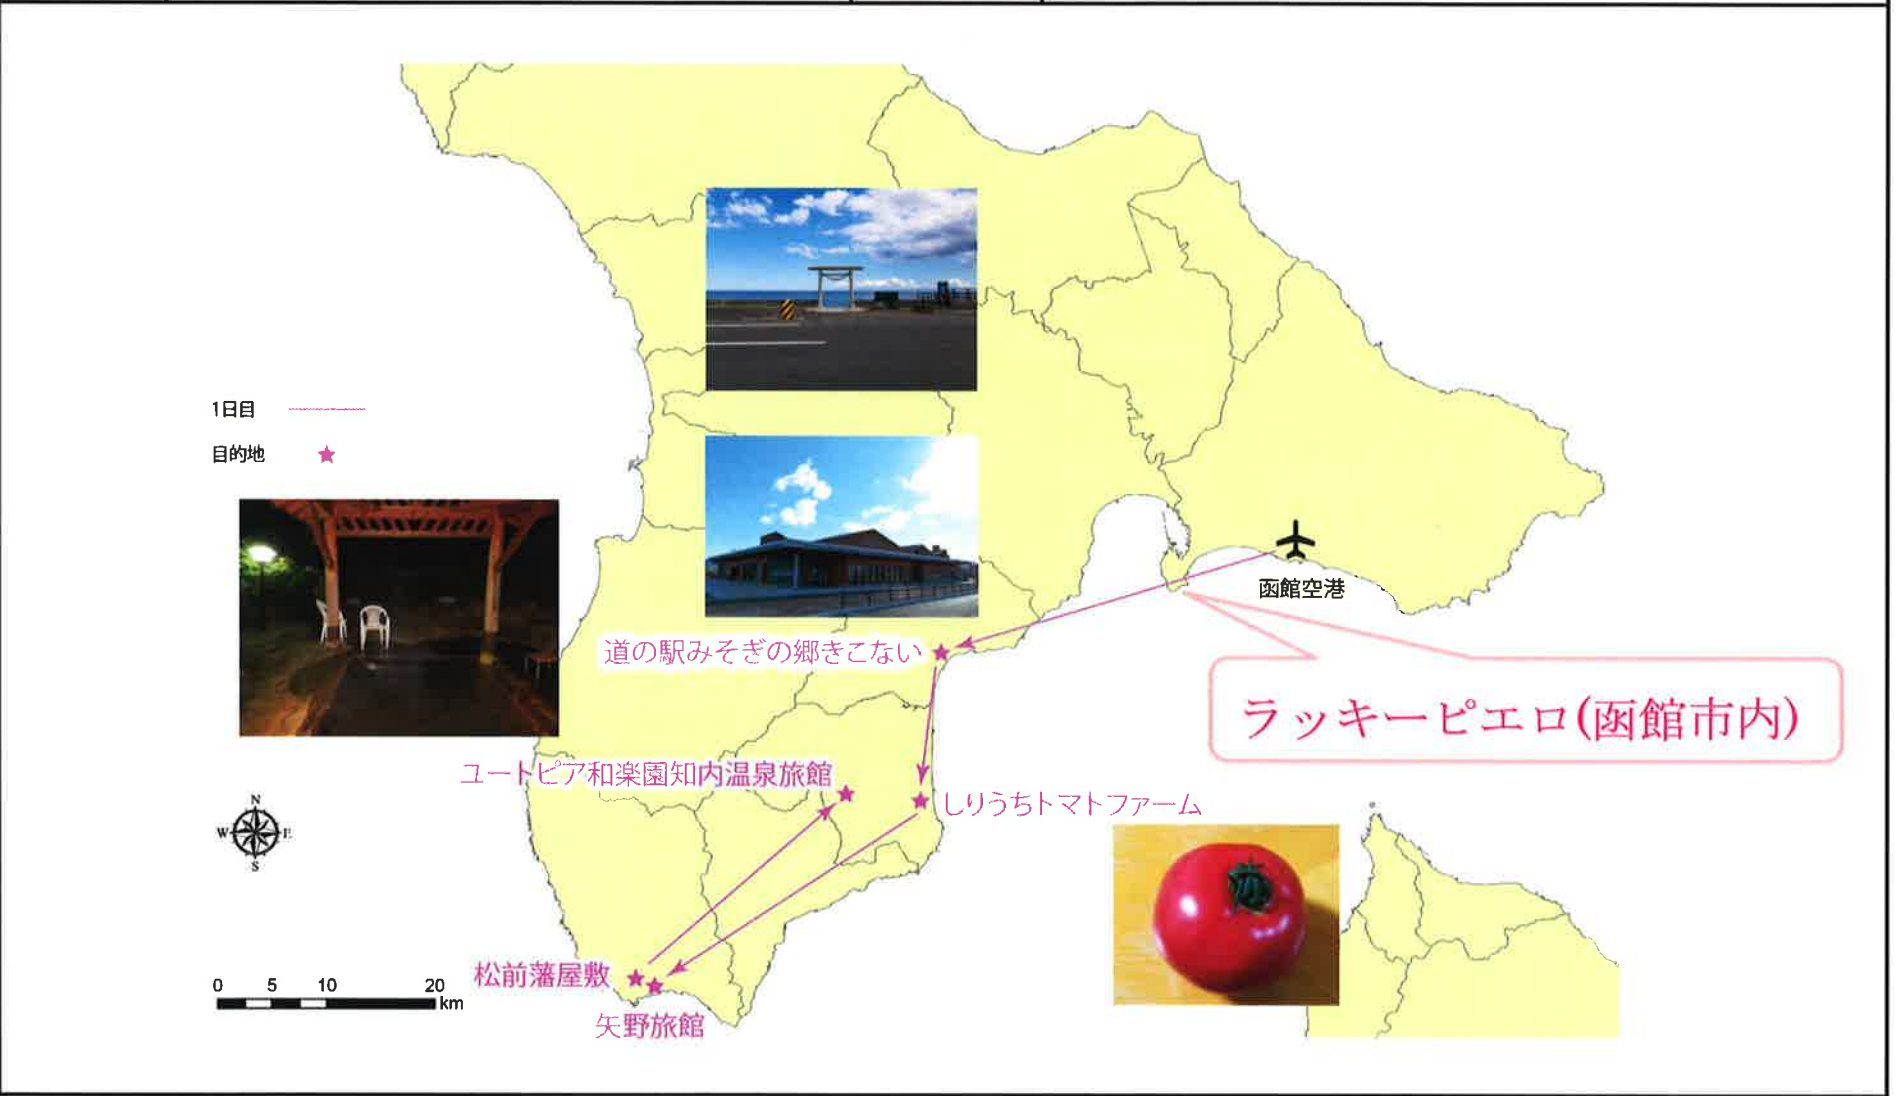 1日目
目的地
函館空港
道の駅みそぎの郷きこない
ラッキーピエロ(函館市内)
ユートピア和楽園知内温泉旅館
しりうちトマトファーム
N
W
E
S
0 5 10 20
km
松前藩屋敷
矢野旅館